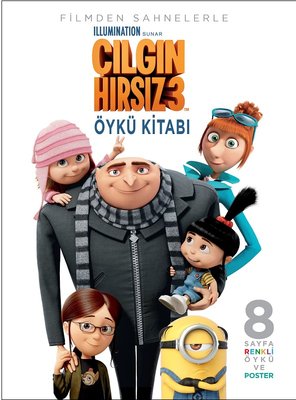 FİLMDEN SAHNELERLE
ILLUMINATION SUNAR
ÇILGIN
HIRSIZ3
ÖYKÜ KİTABI
8
SAYFA
RENKLİ
ÖYKÜ
VE
POSTER